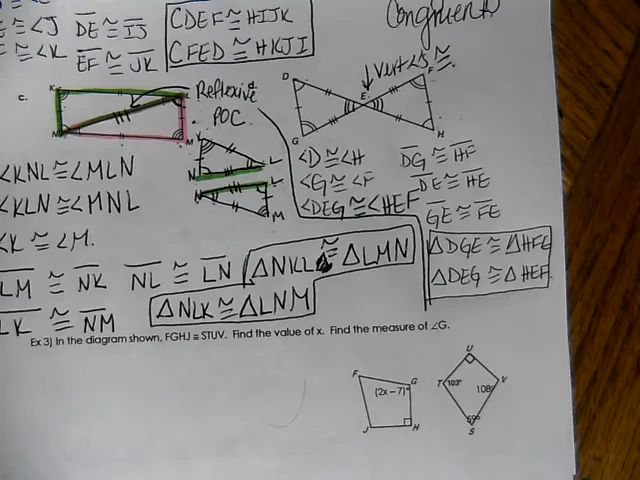 ∠J DE ≅ IJ CDEF ≅ HIJK Congruent
≅ ∠K EF ≅ JK CFED ≅ HKJI
vert ∠s ≅
c. K L Reflexive D E F
N M POC. G H
K L
N L
N M
∠KNL ≅ ∠MLN ∠D ≅ ∠H DG ≅ HF
∠KLN ≅ ∠MNL ∠G ≅ ∠F DE ≅ HE
∠K ≅ ∠M. ∠DEG ≅ ∠HEF GE ≅ FE
LM ≅ NK NL ≅ LN ΔNKL ≅ ΔLMN ΔDGE ≅ ΔHFE
LK ≅ NM ΔNLK ≅ ΔLNM ΔDEG ≅ ΔHEF
Ex 3) In the diagram shown, FGHJ ≅ STUV. Find the value of x. Find the measure of ∠G.
F G U
(2x – 7)° T 103° 108° V
J H 59° S